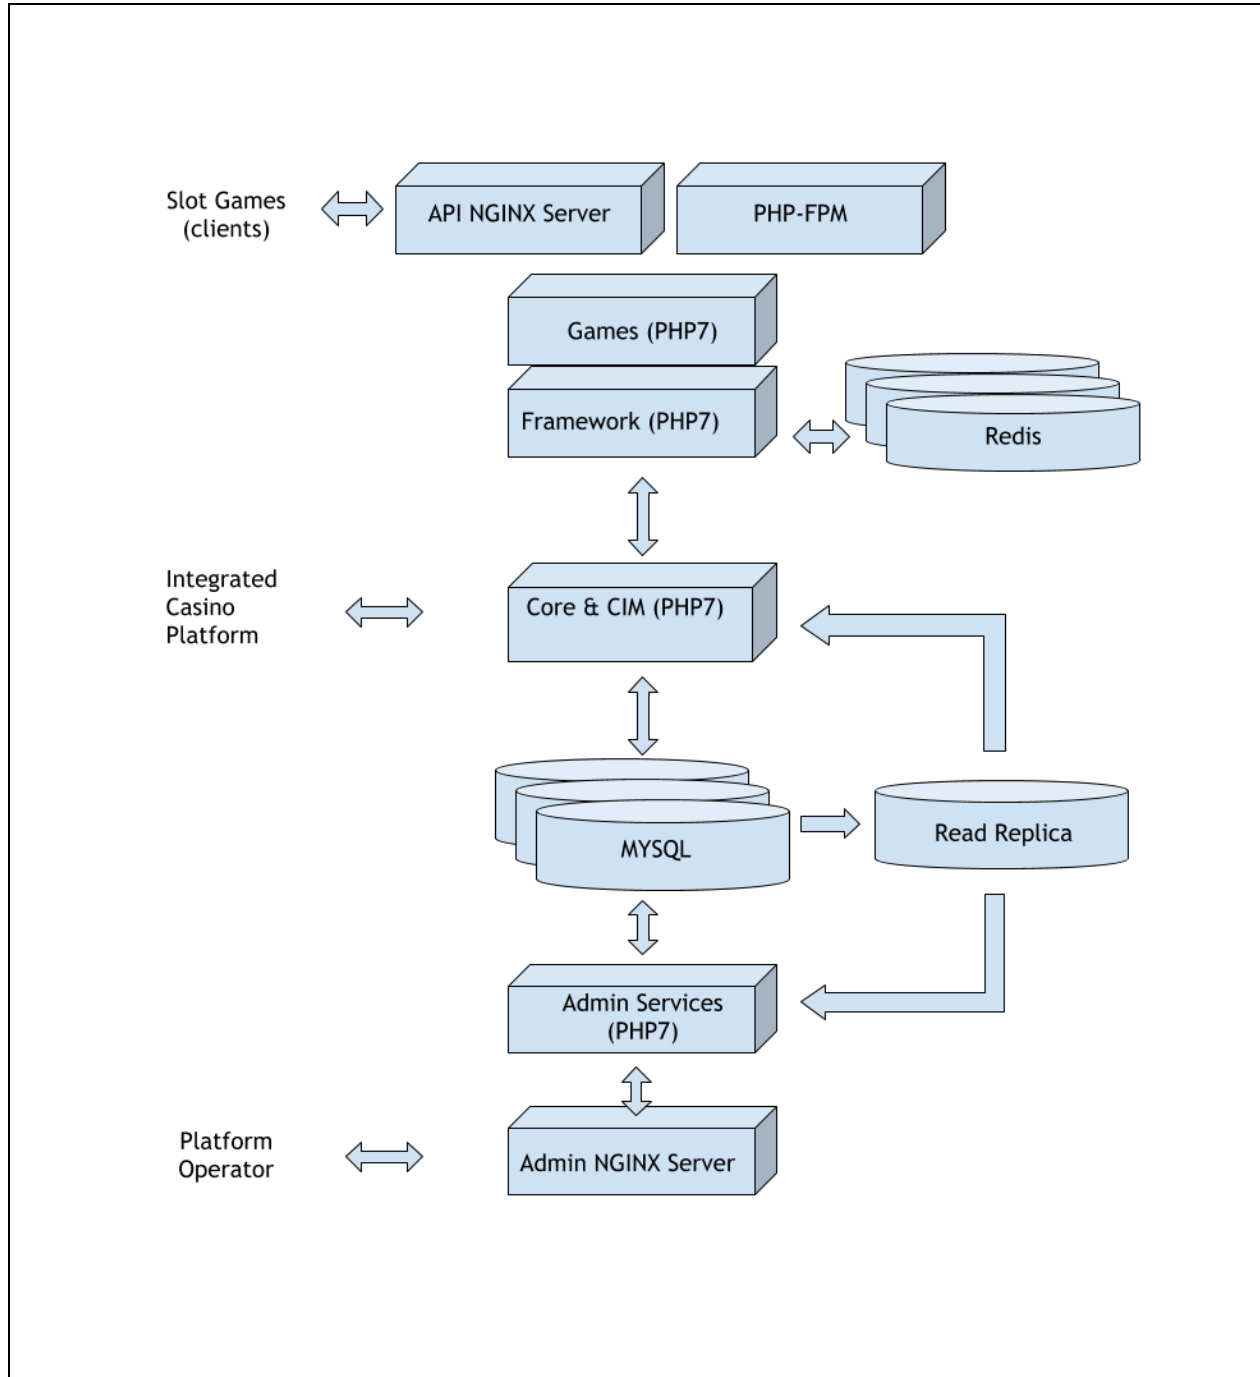 Slot Games
(clients)
API NGINX Server
PHP-FPM
Games (PHP7)
Framework (PHP7)
Redis
Integrated
Casino
Platform
Core & CIM (PHP7)
MYSQL
Read Replica
Admin Services
(PHP7)
Platform
Operator
Admin NGINX Server